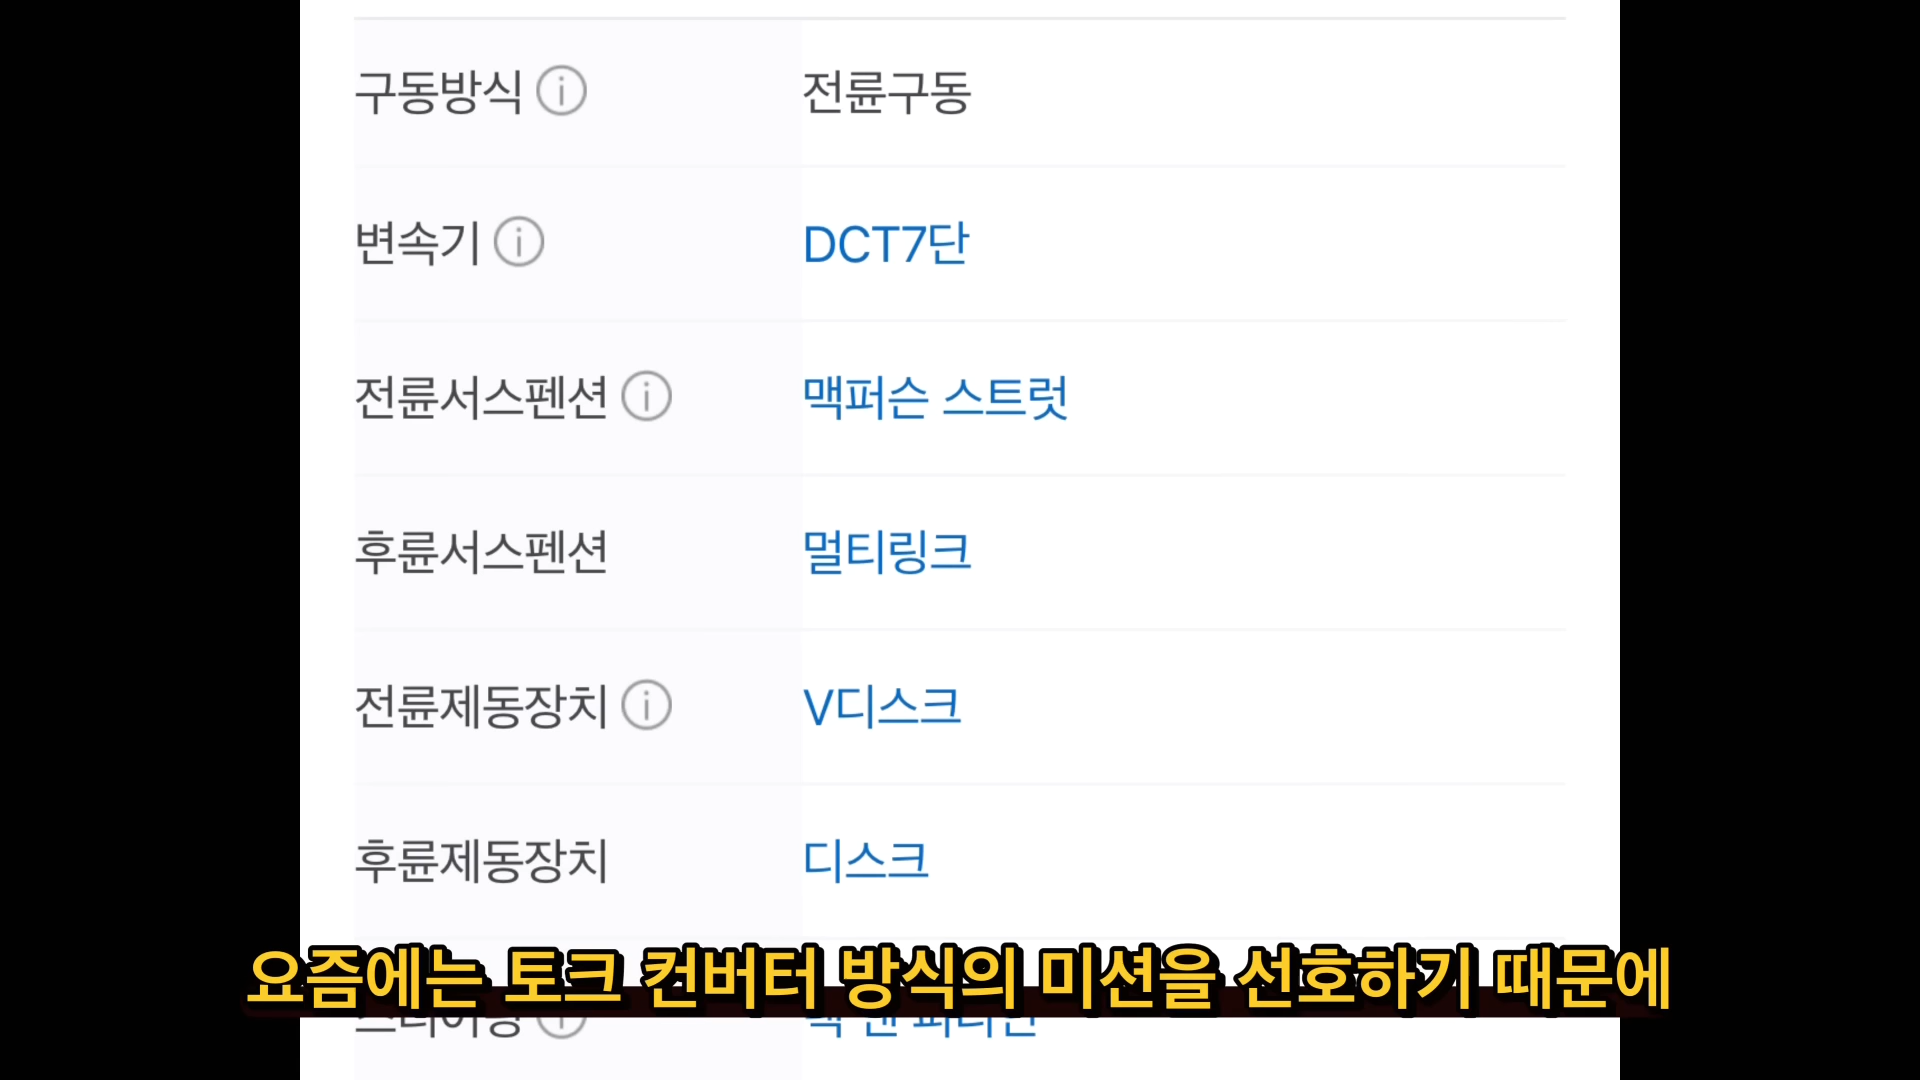 구동방식 전륜구동
변속기 DCT7단
전륜서스펜션 맥퍼슨 스트럿
후륜서스펜션 멀티링크
전륜제동장치 V디스크
후륜제동장치 디스크
요즘에는 토크 컨버터 방식의 미션을 선호하기 때문에